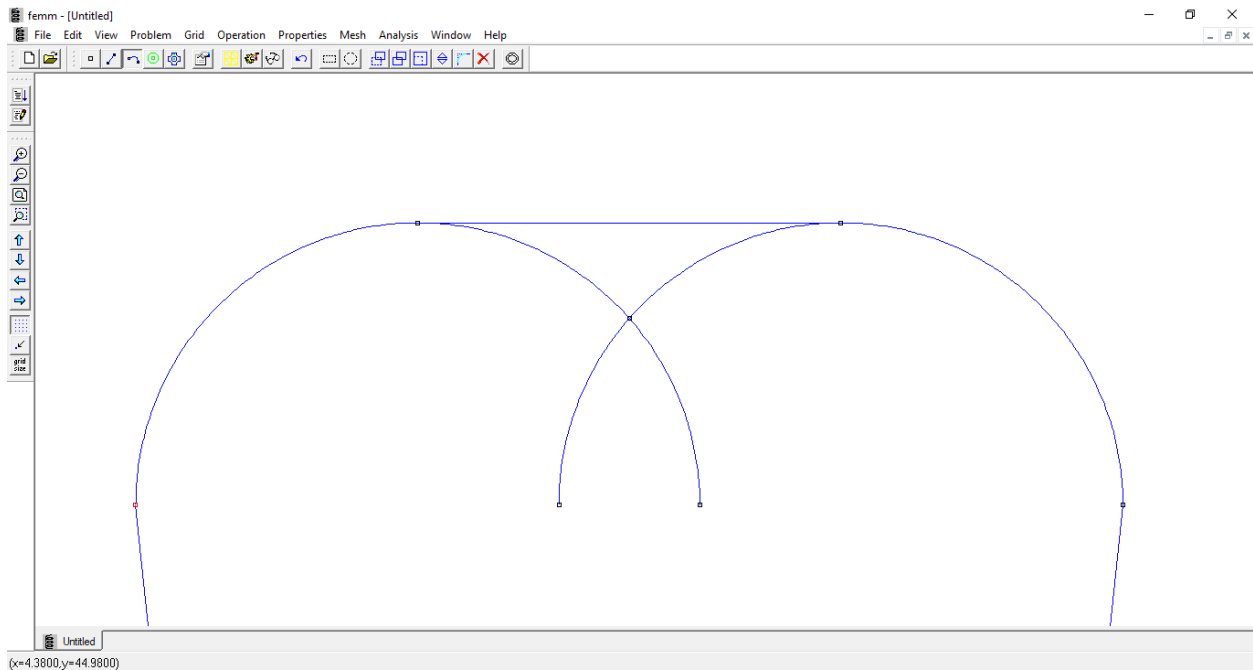 femm - [Untitled]
File Edit View Problem Grid Operation Properties Mesh Analysis Window Help
grid
size
Untitled
(x=4.3800,y=44.9800)